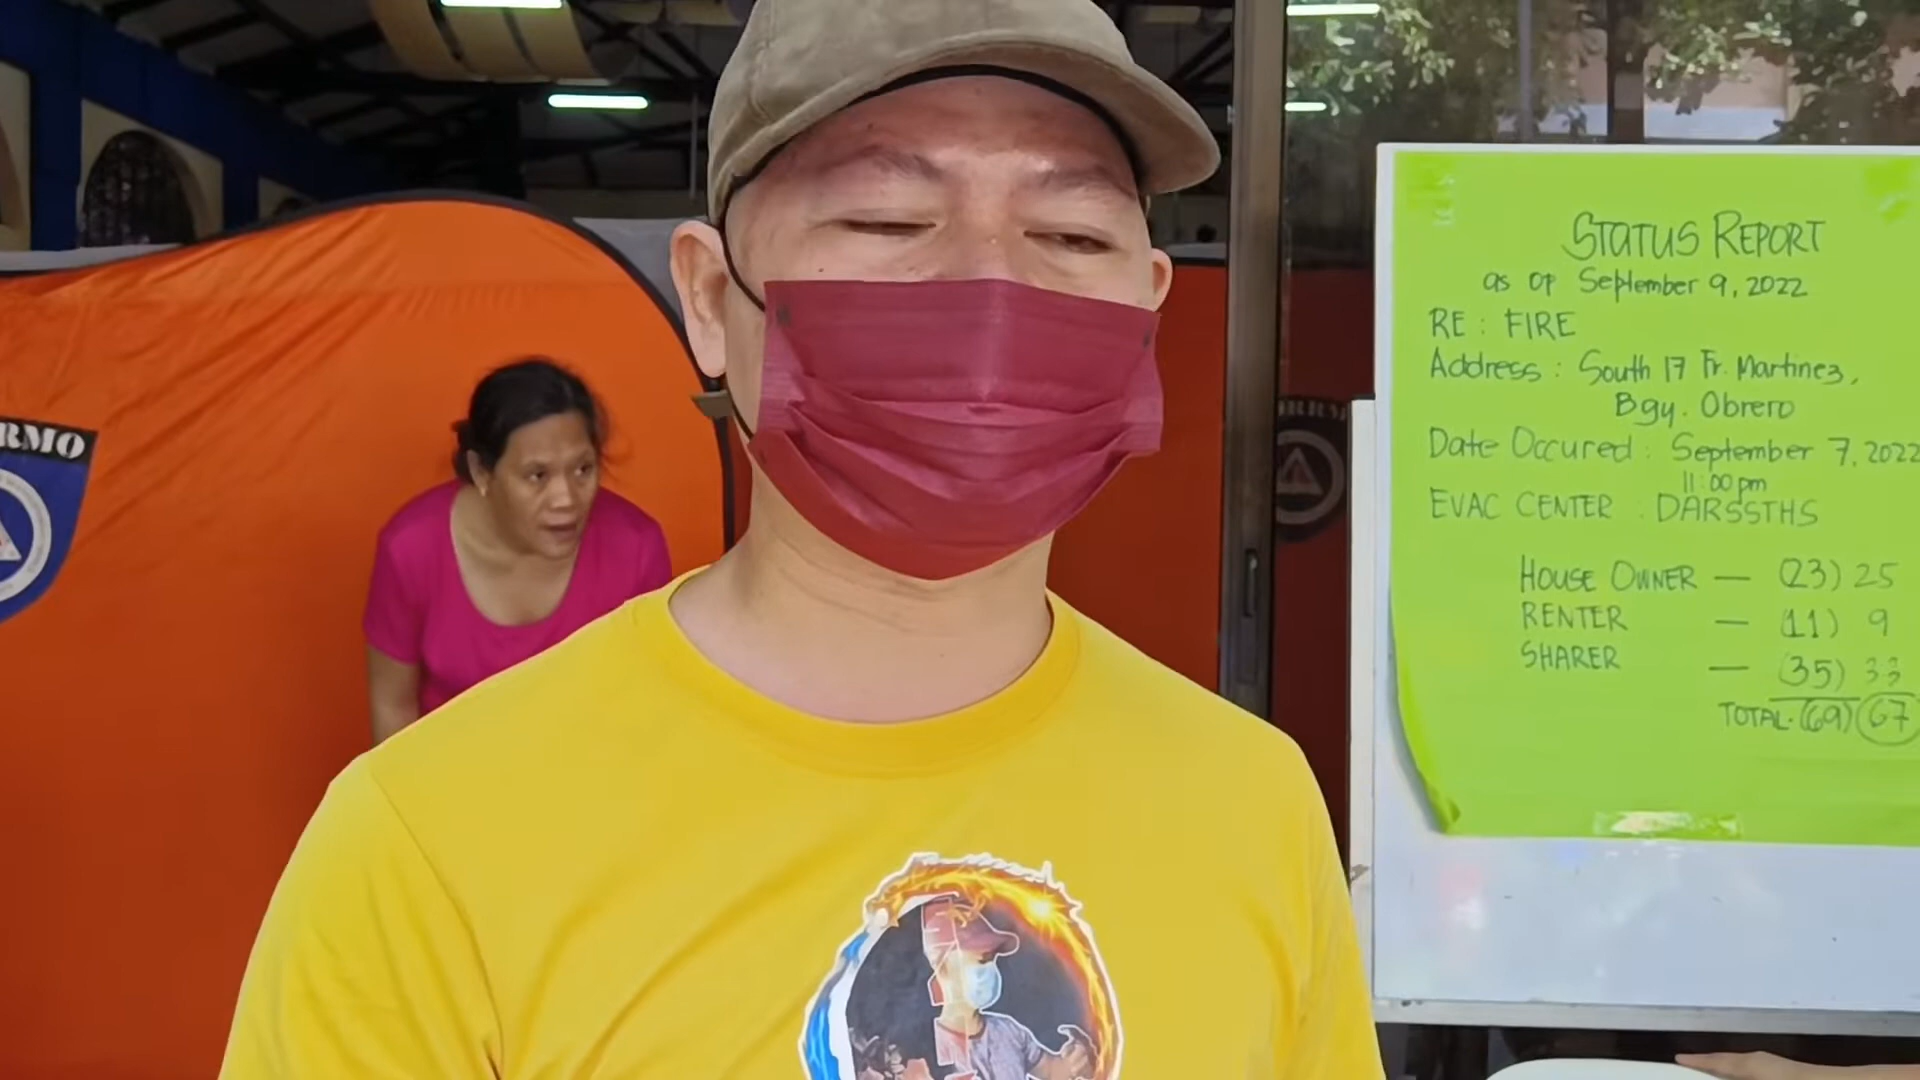 RMO
STATUS REPORT
as of September 9, 2022
RE : FIRE
Address : South 17 Fr. Martinez,
Bgy. Obrero
Date Occured : September 7, 2022
11:00 pm
EVAC CENTER : DARSSTHS
HOUSE OWNER — (23) 25
RENTER — (11) 9
SHARER — (35) 33
TOTAL - (69) 67